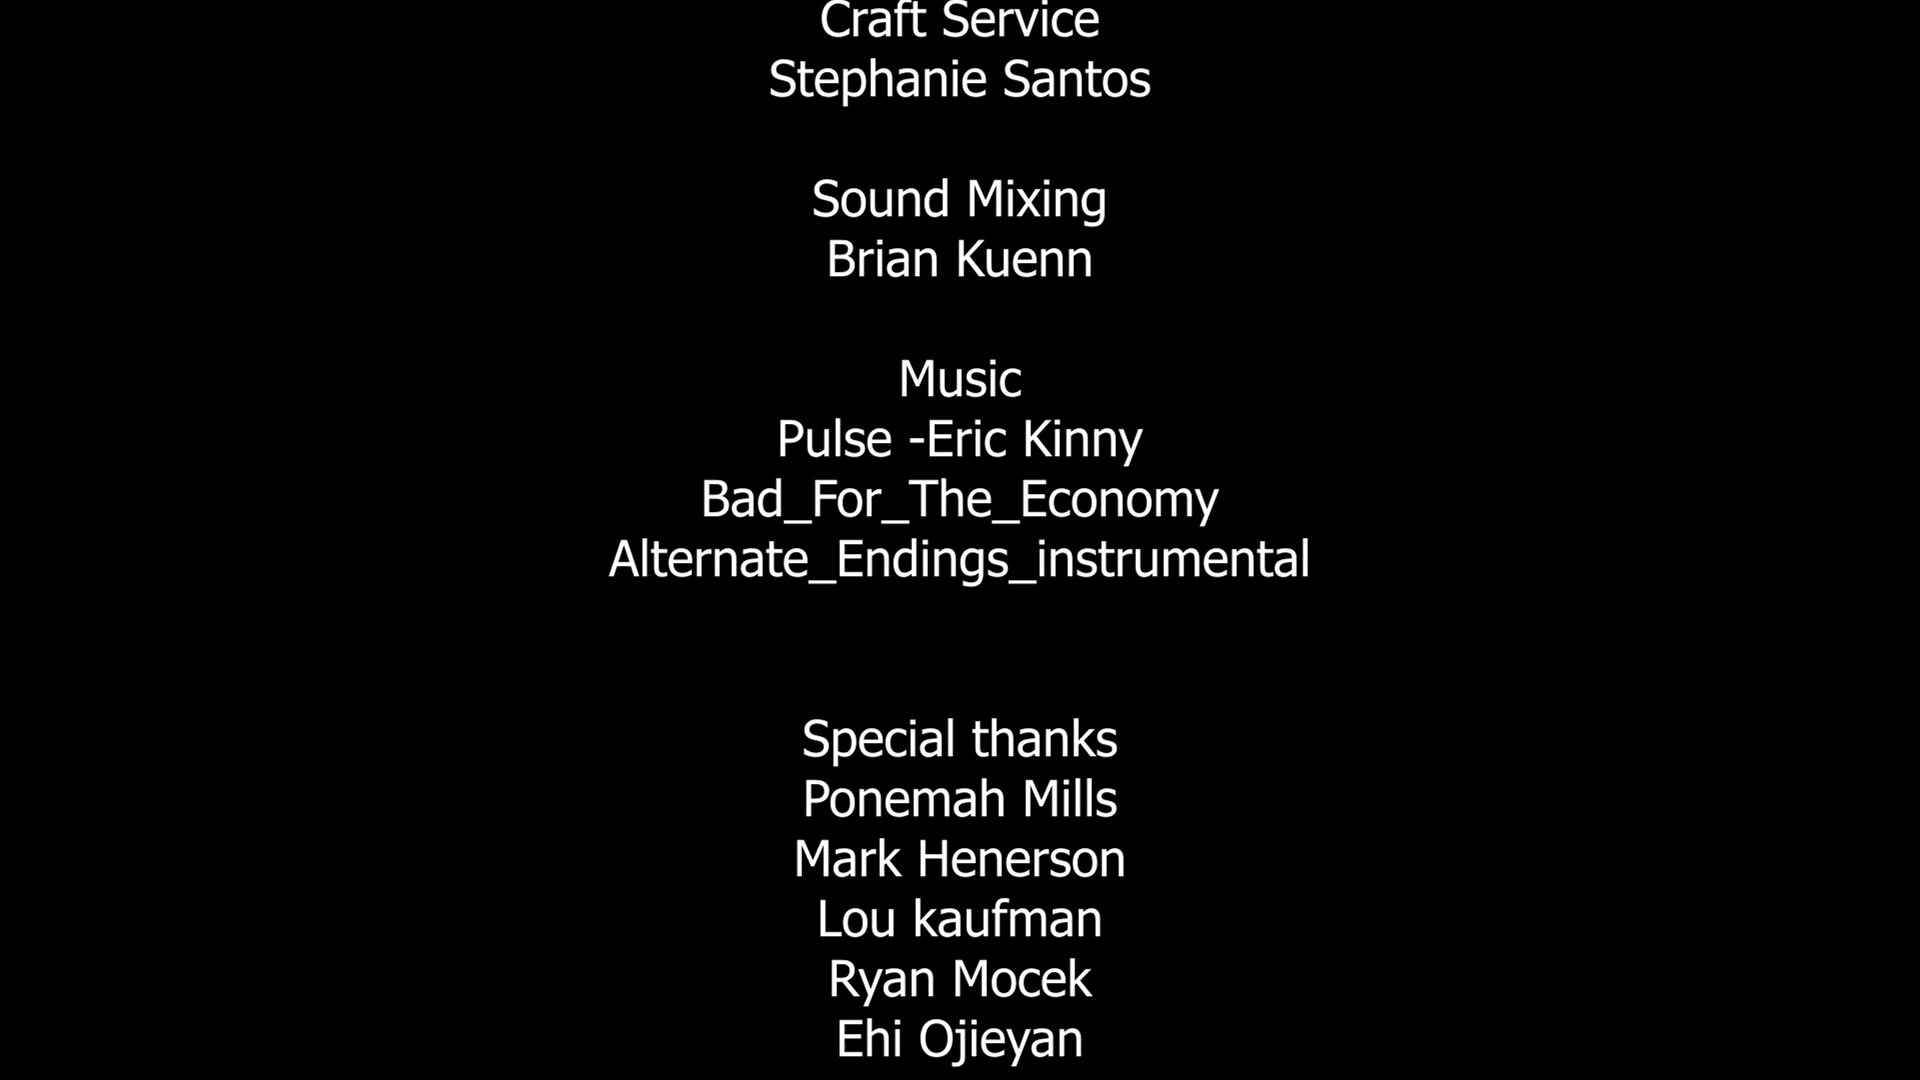 Craft Service
Stephanie Santos
Sound Mixing
Brian Kuenn
Music
Pulse -Eric Kinny
Bad_For_The_Economy
Alternate_Endings_instrumental
Special thanks
Ponemah Mills
Mark Henerson
Lou kaufman
Ryan Mocek
Ehi Ojieyan